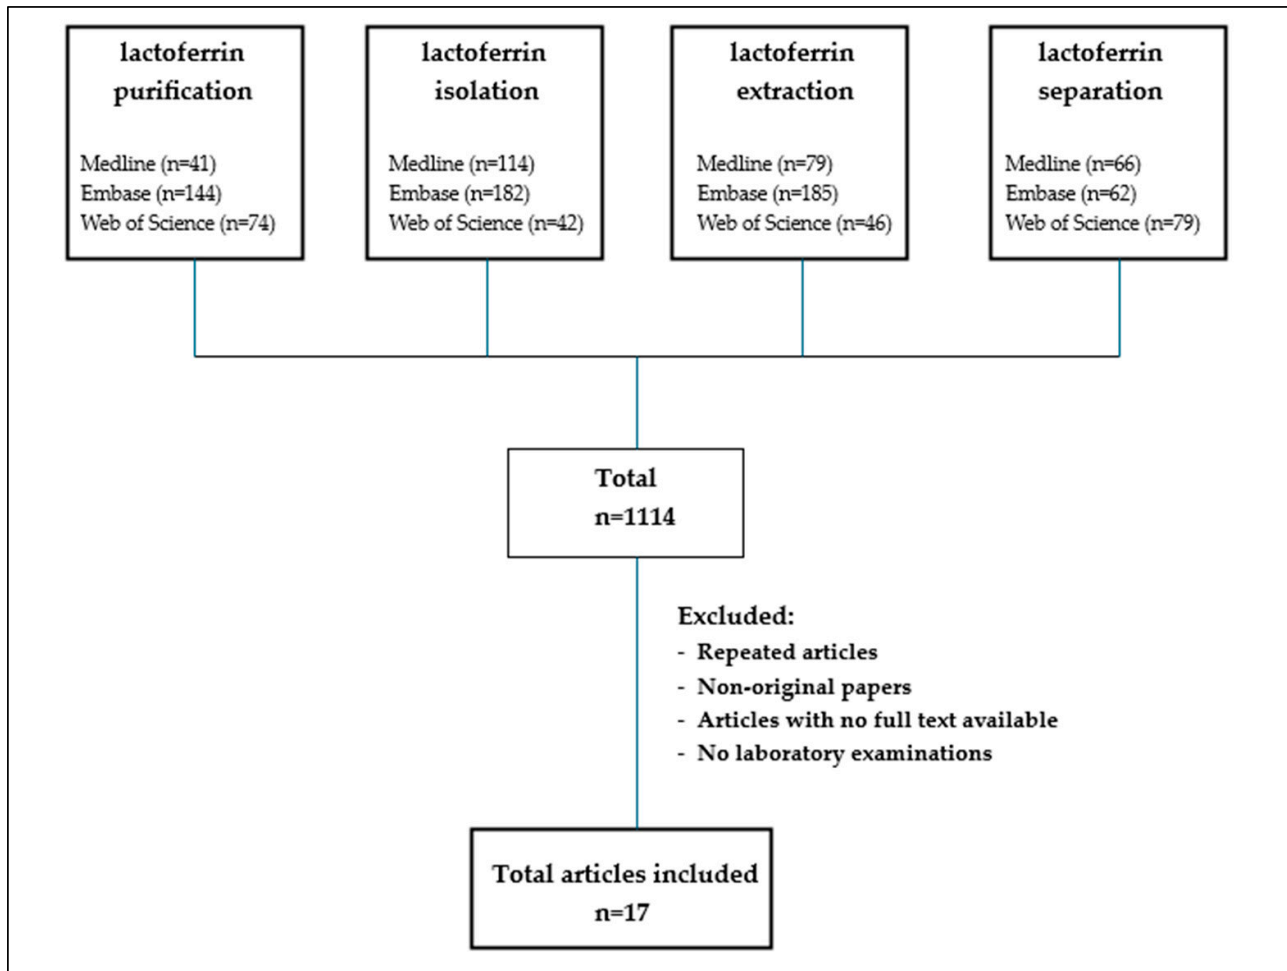 lactoferrin
purification
Medline (n=41)
Embase (n=144)
Web of Science (n=74)
lactoferrin
isolation
Medline (n=114)
Embase (n=182)
Web of Science (n=42)
lactoferrin
extraction
Medline (n=79)
Embase (n=185)
Web of Science (n=46)
lactoferrin
separation
Medline (n=66)
Embase (n=62)
Web of Science (n=79)
Total
n=1114
Excluded:
- Repeated articles
- Non-original papers
- Articles with no full text available
- No laboratory examinations
Total articles included
n=17